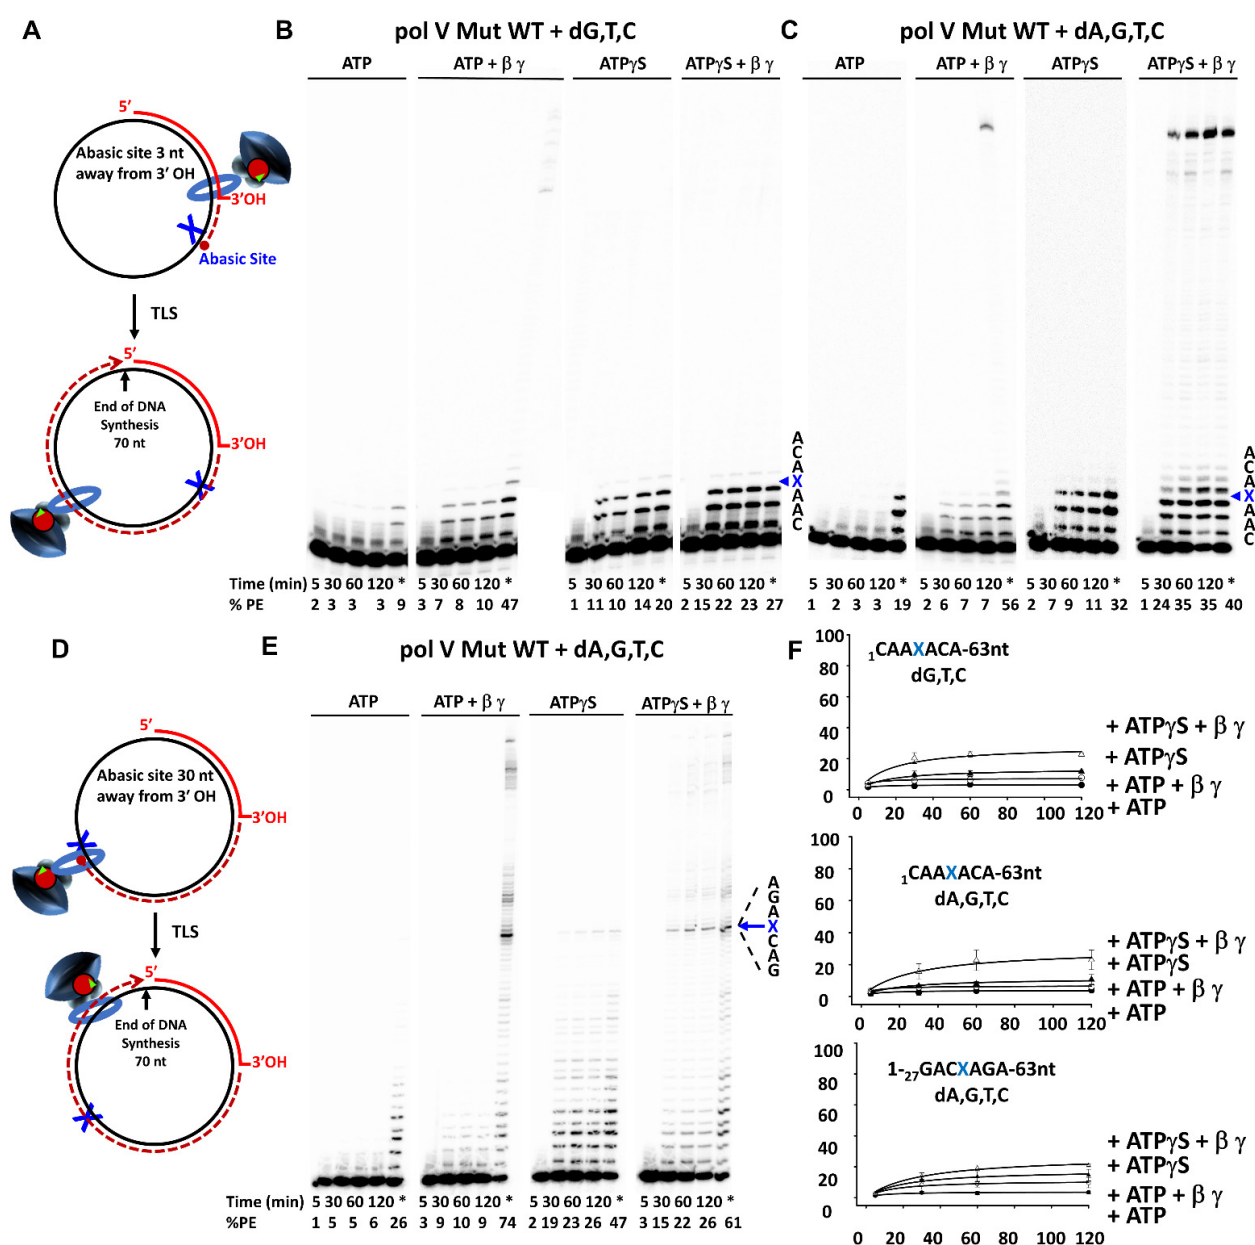 A
5′
Abasic site 3 nt
away from 3′ OH
3′OH
X
Abasic Site
TLS
5′
End of DNA
Synthesis
70 nt
3′OH
X
B
pol V Mut WT + dG,T,C
ATP
ATP + β γ
ATPγS
ATPγS + β γ
A
C
A
X
A
A
C
Time (min)
5 30 60 120 *
5 30 60 120 *
5 30 60 120 *
5 30 60 120 *
% PE
2 3 3 3 9
3 7 8 10 47
1 11 10 14 20
2 15 22 23 27
C
pol V Mut WT + dA,G,T,C
ATP
ATP + β γ
ATPγS
ATPγS + β γ
A
C
A
X
A
A
C
5 30 60 120 *
5 30 60 120 *
5 30 60 120 *
5 30 60 120 *
1 2 3 3 19
2 6 7 7 56
2 7 9 11 32
1 24 35 35 40
D
5′
Abasic site 30 nt
away from 3′ OH
3′OH
X
TLS
5′
End of DNA
Synthesis
70 nt
3′OH
X
E
pol V Mut WT + dA,G,T,C
ATP
ATP + β γ
ATPγS
ATPγS + β γ
A
G
A
X
C
A
G
Time (min)
5 30 60 120 *
5 30 60 120 *
5 30 60 120 *
5 30 60 120 *
%PE
1 5 5 6 26
3 9 10 9 74
2 19 23 26 47
3 15 22 26 61
F
100
80
60
40
20
0
1CAAXACA-63nt
dG,T,C
+ ATPγS + β γ
+ ATPγS
+ ATP + β γ
+ ATP
0 20 40 60 80 100 120
100
80
60
40
20
0
1CAAXACA-63nt
dA,G,T,C
+ ATPγS + β γ
+ ATPγS
+ ATP + β γ
+ ATP
0 20 40 60 80 100 120
100
80
60
40
20
0
1-27GACXAGA-63nt
dA,G,T,C
+ ATPγS + β γ
+ ATPγS
+ ATP + β γ
+ ATP
0 20 40 60 80 100 120